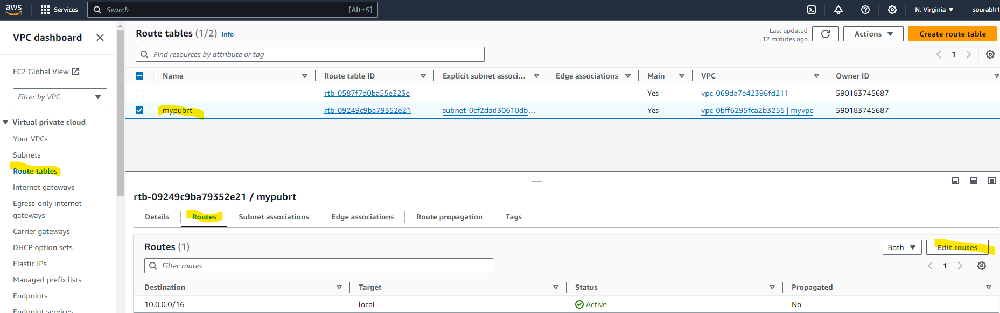 aws Services Search [Alt+S] N. Virginia sourabh1
VPC dashboard
EC2 Global View
Filter by VPC
Virtual private cloud
Your VPCs
Subnets
Route tables
Internet gateways
Egress-only internet
gateways
Carrier gateways
DHCP option sets
Elastic IPs
Managed prefix lists
Endpoints
Endpoint services
Route tables (1/2) Info
Last updated
12 minutes ago
Actions
Create route table
Find resources by attribute or tag
1
Name Route table ID Explicit subnet associ... Edge associations Main VPC Owner ID
– rtb-0587f7d0ba55e323e – – Yes vpc-069da7e42396fd211 590183745687
mypubrt rtb-09249c9ba79352e21 subnet-0cf2dad30610db... – Yes vpc-0bff6295fca2b3255 | myvpc 590183745687
rtb-09249c9ba79352e21 / mypubrt
Details Routes Subnet associations Edge associations Route propagation Tags
Routes (1)
Both Edit routes
Filter routes
1
Destination Target Status Propagated
10.0.0.0/16 local Active No